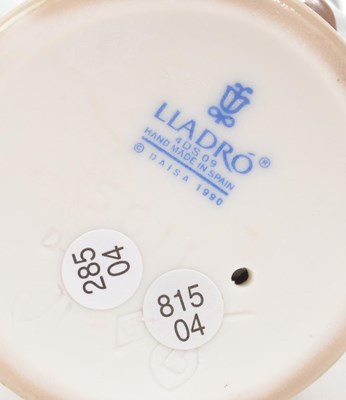 LLADRÓ®
4DS09
HAND MADE IN SPAIN
© DAISA 1990
285
04
815
04